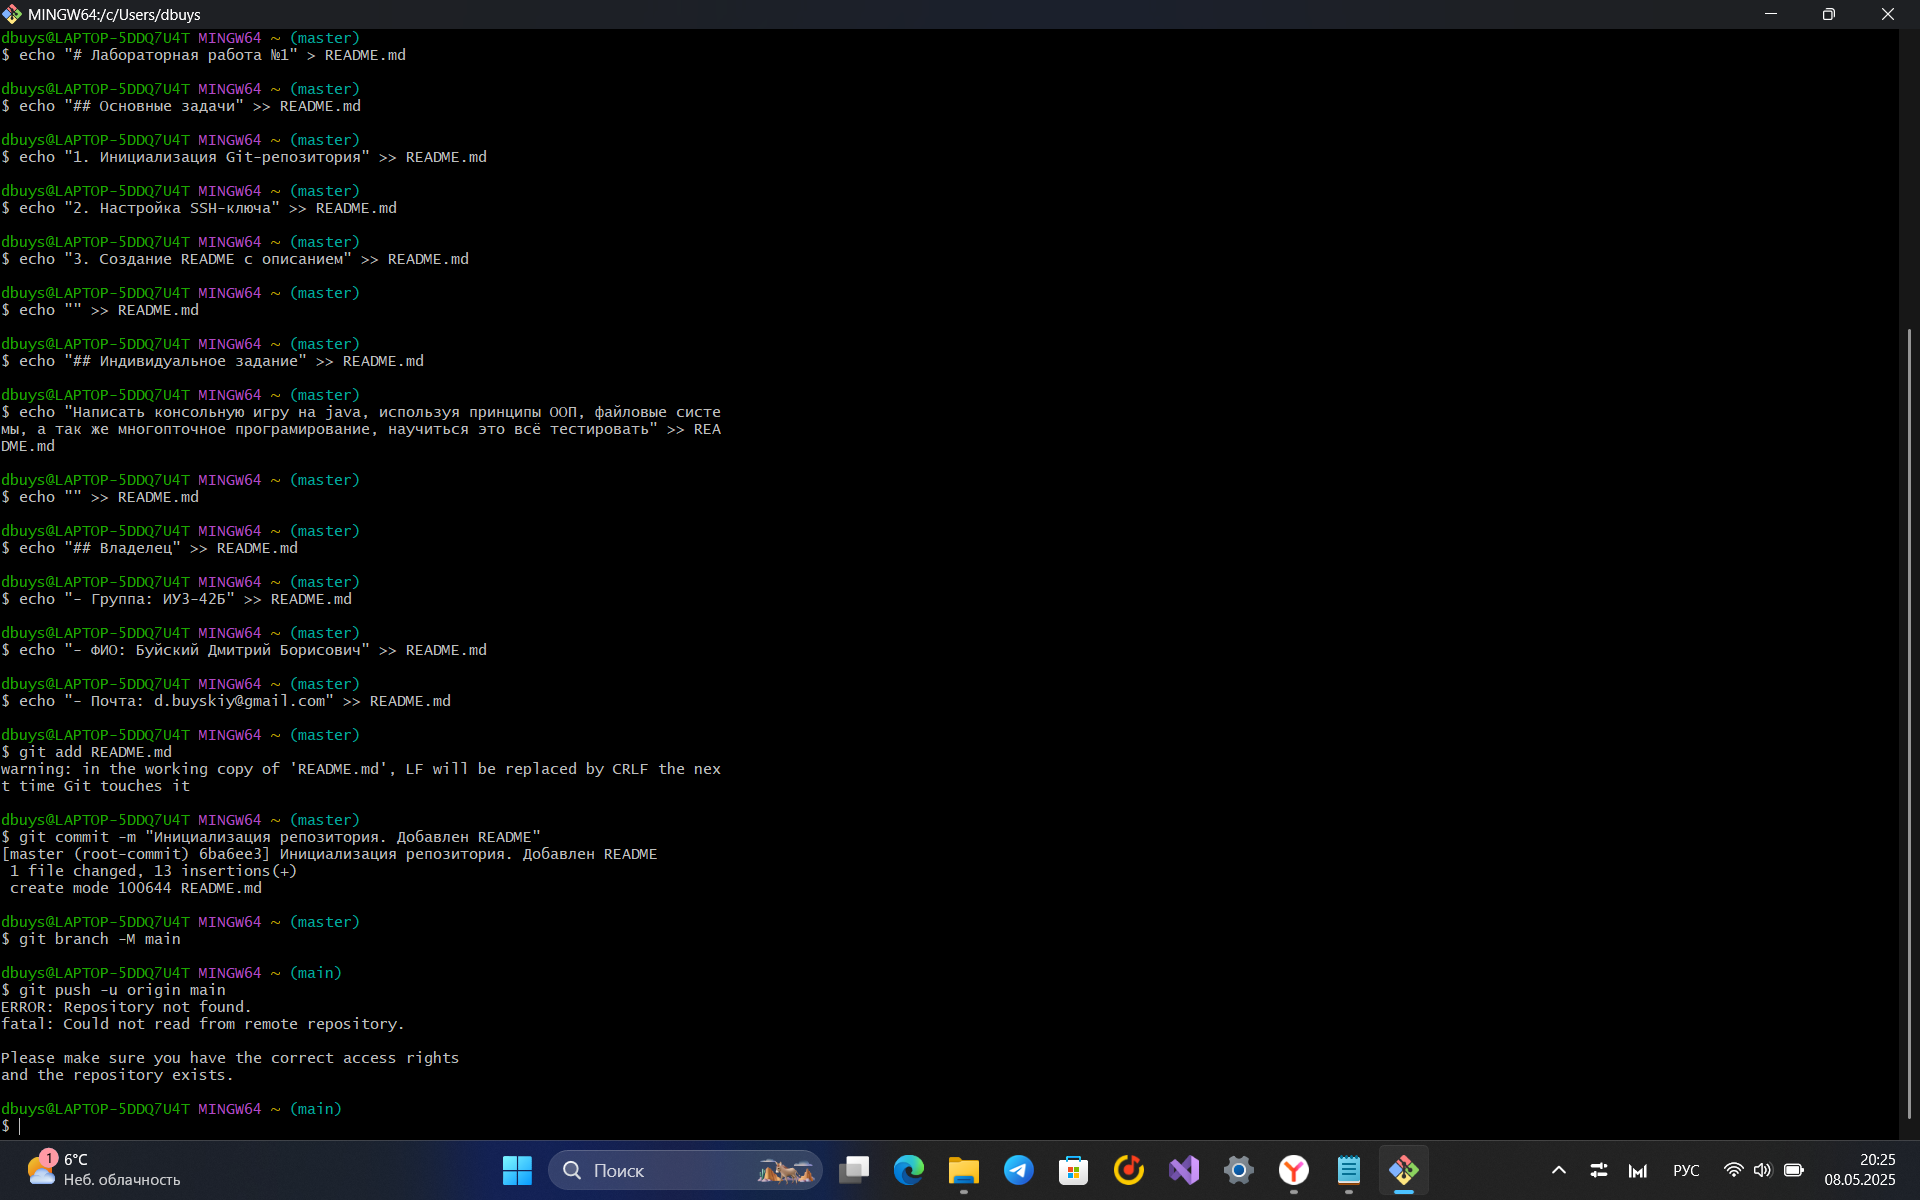 MINGW64:/c/Users/dbuys
dbuys@LAPTOP-5DDQ7U4T MINGW64 ~ (master)
$ echo "# Лабораторная работа №1" > README.md
dbuys@LAPTOP-5DDQ7U4T MINGW64 ~ (master)
$ echo "## Основные задачи" >> README.md
dbuys@LAPTOP-5DDQ7U4T MINGW64 ~ (master)
$ echo "1. Инициализация Git-репозитория" >> README.md
dbuys@LAPTOP-5DDQ7U4T MINGW64 ~ (master)
$ echo "2. Настройка SSH-ключа" >> README.md
dbuys@LAPTOP-5DDQ7U4T MINGW64 ~ (master)
$ echo "3. Создание README с описанием" >> README.md
dbuys@LAPTOP-5DDQ7U4T MINGW64 ~ (master)
$ echo "" >> README.md
dbuys@LAPTOP-5DDQ7U4T MINGW64 ~ (master)
$ echo "## Индивидуальное задание" >> README.md
dbuys@LAPTOP-5DDQ7U4T MINGW64 ~ (master)
$ echo "Написать консольную игру на java, используя принципы ООП, файловые систе
мы, а так же многопточное програмирование, научиться это всё тестировать" >> REA
DME.md
dbuys@LAPTOP-5DDQ7U4T MINGW64 ~ (master)
$ echo "" >> README.md
dbuys@LAPTOP-5DDQ7U4T MINGW64 ~ (master)
$ echo "## Владелец" >> README.md
dbuys@LAPTOP-5DDQ7U4T MINGW64 ~ (master)
$ echo "- Группа: ИУ3-42Б" >> README.md
dbuys@LAPTOP-5DDQ7U4T MINGW64 ~ (master)
$ echo "- ФИО: Буйский Дмитрий Борисович" >> README.md
dbuys@LAPTOP-5DDQ7U4T MINGW64 ~ (master)
$ echo "- Почта: d.buyskiy@gmail.com" >> README.md
dbuys@LAPTOP-5DDQ7U4T MINGW64 ~ (master)
$ git add README.md
warning: in the working copy of 'README.md', LF will be replaced by CRLF the nex
t time Git touches it
dbuys@LAPTOP-5DDQ7U4T MINGW64 ~ (master)
$ git commit -m "Инициализация репозитория. Добавлен README"
[master (root-commit) 6ba6ee3] Инициализация репозитория. Добавлен README
1 file changed, 13 insertions(+)
create mode 100644 README.md
dbuys@LAPTOP-5DDQ7U4T MINGW64 ~ (master)
$ git branch -M main
dbuys@LAPTOP-5DDQ7U4T MINGW64 ~ (main)
$ git push -u origin main
ERROR: Repository not found.
fatal: Could not read from remote repository.
Please make sure you have the correct access rights
and the repository exists.
dbuys@LAPTOP-5DDQ7U4T MINGW64 ~ (main)
$
1
6°C
Неб. облачность
Поиск
РУС
20:25
08.05.2025